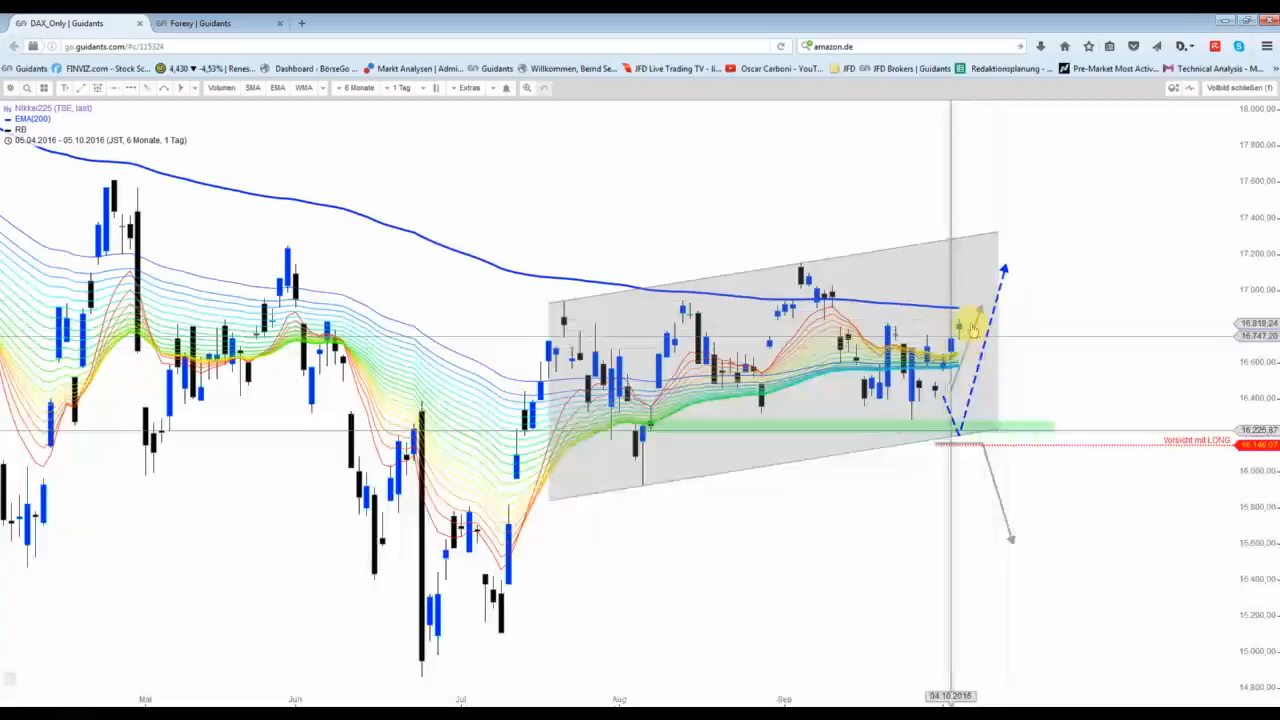 DAX_Only | Guidants
Forexy | Guidants
go.guidants.com/#c/115324
amazon.de
Guidants
FINVIZ.com - Stock Sc...
4,430 ▼ -4,53% | Renes...
Dashboard - BörseGo ...
Markt Analysen | Admi...
Guidants
Willkommen, Bernd Se...
JFD Live Trading TV - li...
Oscar Carboni - YouT...
JFD
JFD Brokers | Guidants
Redaktionsplanung - ...
Pre-Market Most Activ...
Technical Analysis - M...
Volumen
SMA
EMA
WMA
6 Monate
1 Tag
Extras
Vollbild schließen (f)
Nikkei225 (TSE, last)
EMA(200)
RB
05.04.2016 - 05.10.2016 (JST, 6 Monate, 1 Tag)
18.000,00
17.800,00
17.600,00
17.400,00
17.200,00
17.000,00
16.819,24
16.747,20
16.600,00
16.400,00
16.225,67
Vorsicht mit LONG
16.146,07
16.000,00
15.800,00
15.600,00
15.400,00
15.200,00
15.000,00
14.800,00
Mai
Jun
Jul
Aug
Sep
04.10.2016